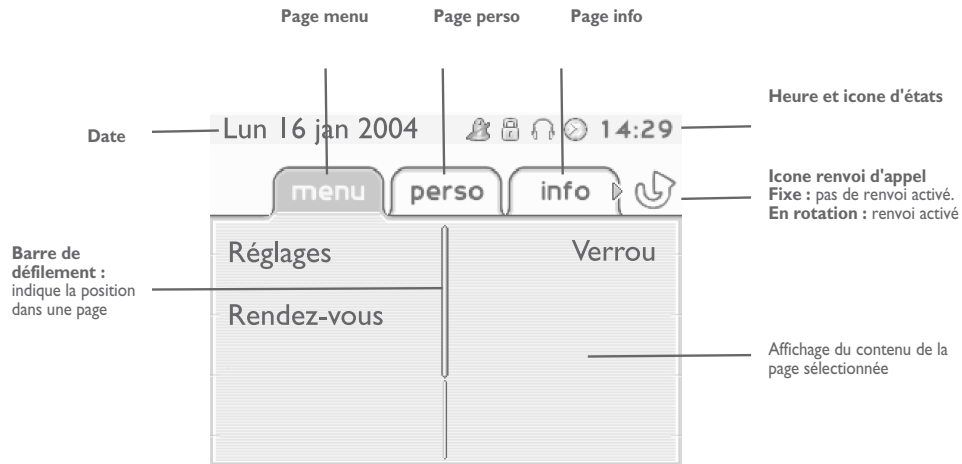 Page menu Page perso Page info
Heure et icone d'états
Date
Lun 16 jan 2004 14:29
Icone renvoi d'appel
Fixe : pas de renvoi activé.
En rotation : renvoi activé
menu perso info
Barre de
défilement :
indique la position
dans une page
Réglages Verrou
Rendez-vous
Affichage du contenu de la
page sélectionnée